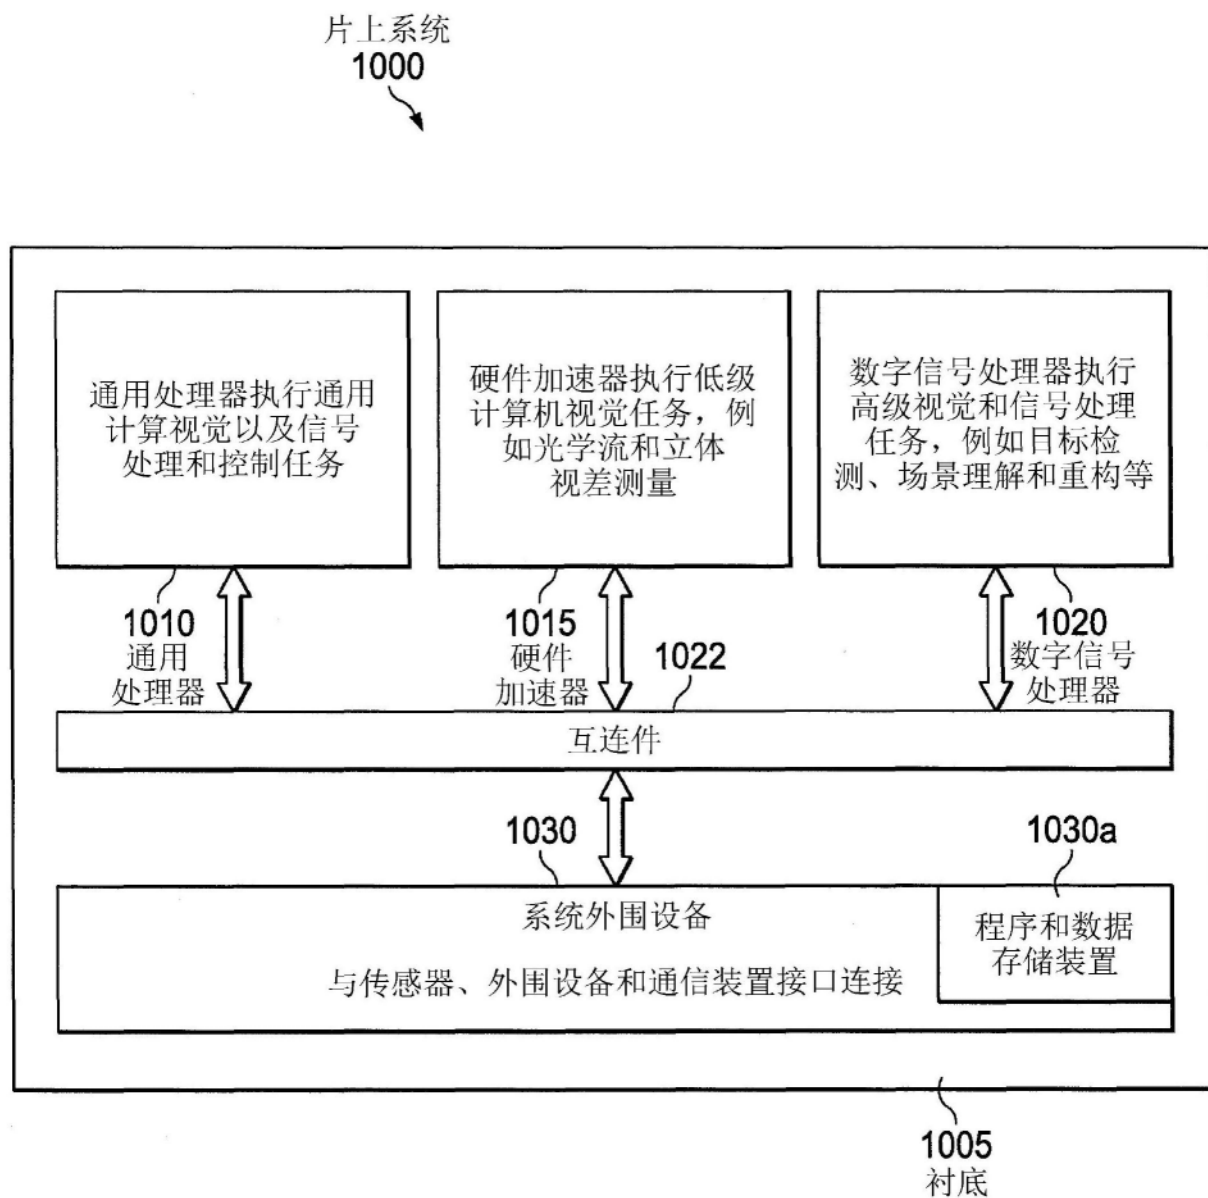 片上系统
1000
通用处理器执行通用
计算视觉以及信号
处理和控制任务
硬件加速器执行低级
计算机视觉任务，例
如光学流和立体
视差测量
数字信号处理器执行
高级视觉和信号处理
任务，例如目标检
测、场景理解和重构等
1010
通用
处理器
1015
硬件
加速器
1022
1020
数字信号
处理器
互连件
1030
1030a
系统外围设备
与传感器、外围设备和通信装置接口连接
程序和数据
存储装置
1005
衬底